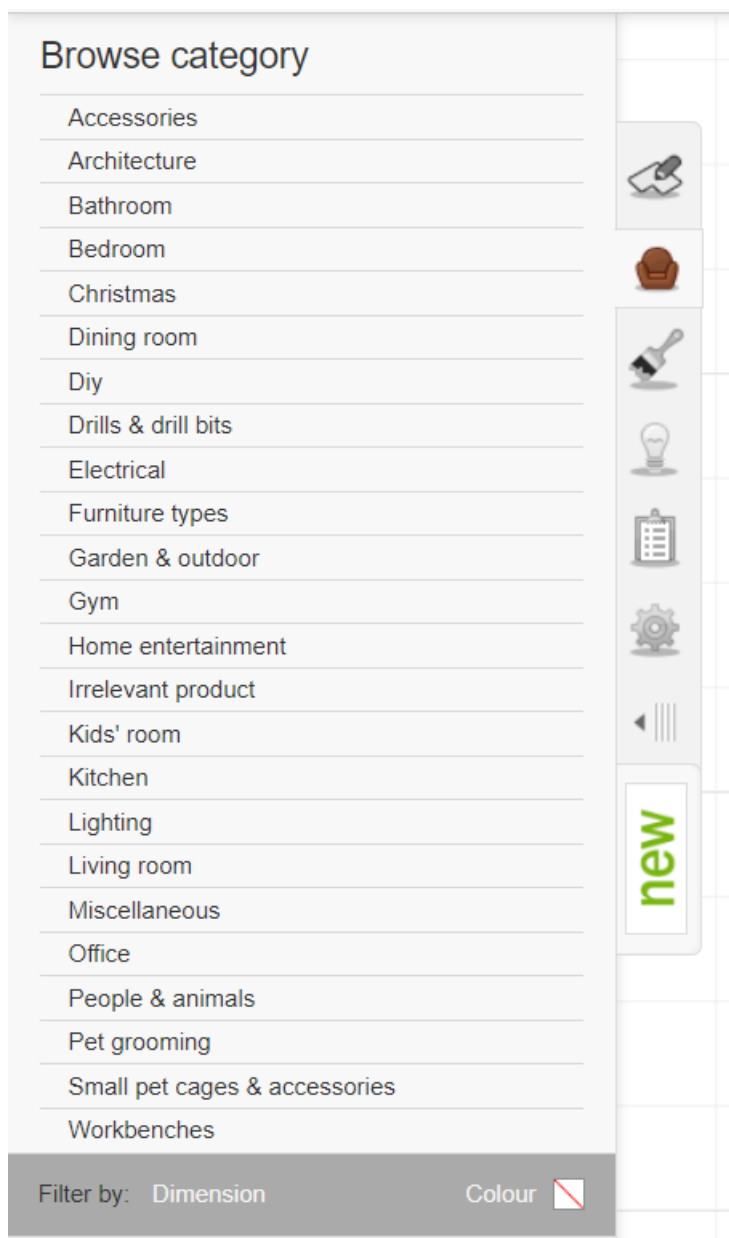 Browse category
Accessories
Architecture
Bathroom
Bedroom
Christmas
Dining room
Diy
Drills & drill bits
Electrical
Furniture types
Garden & outdoor
Gym
Home entertainment
Irrelevant product
Kids' room
Kitchen
Lighting
Living room
Miscellaneous
Office
People & animals
Pet grooming
Small pet cages & accessories
Workbenches
Filter by: Dimension Colour
new